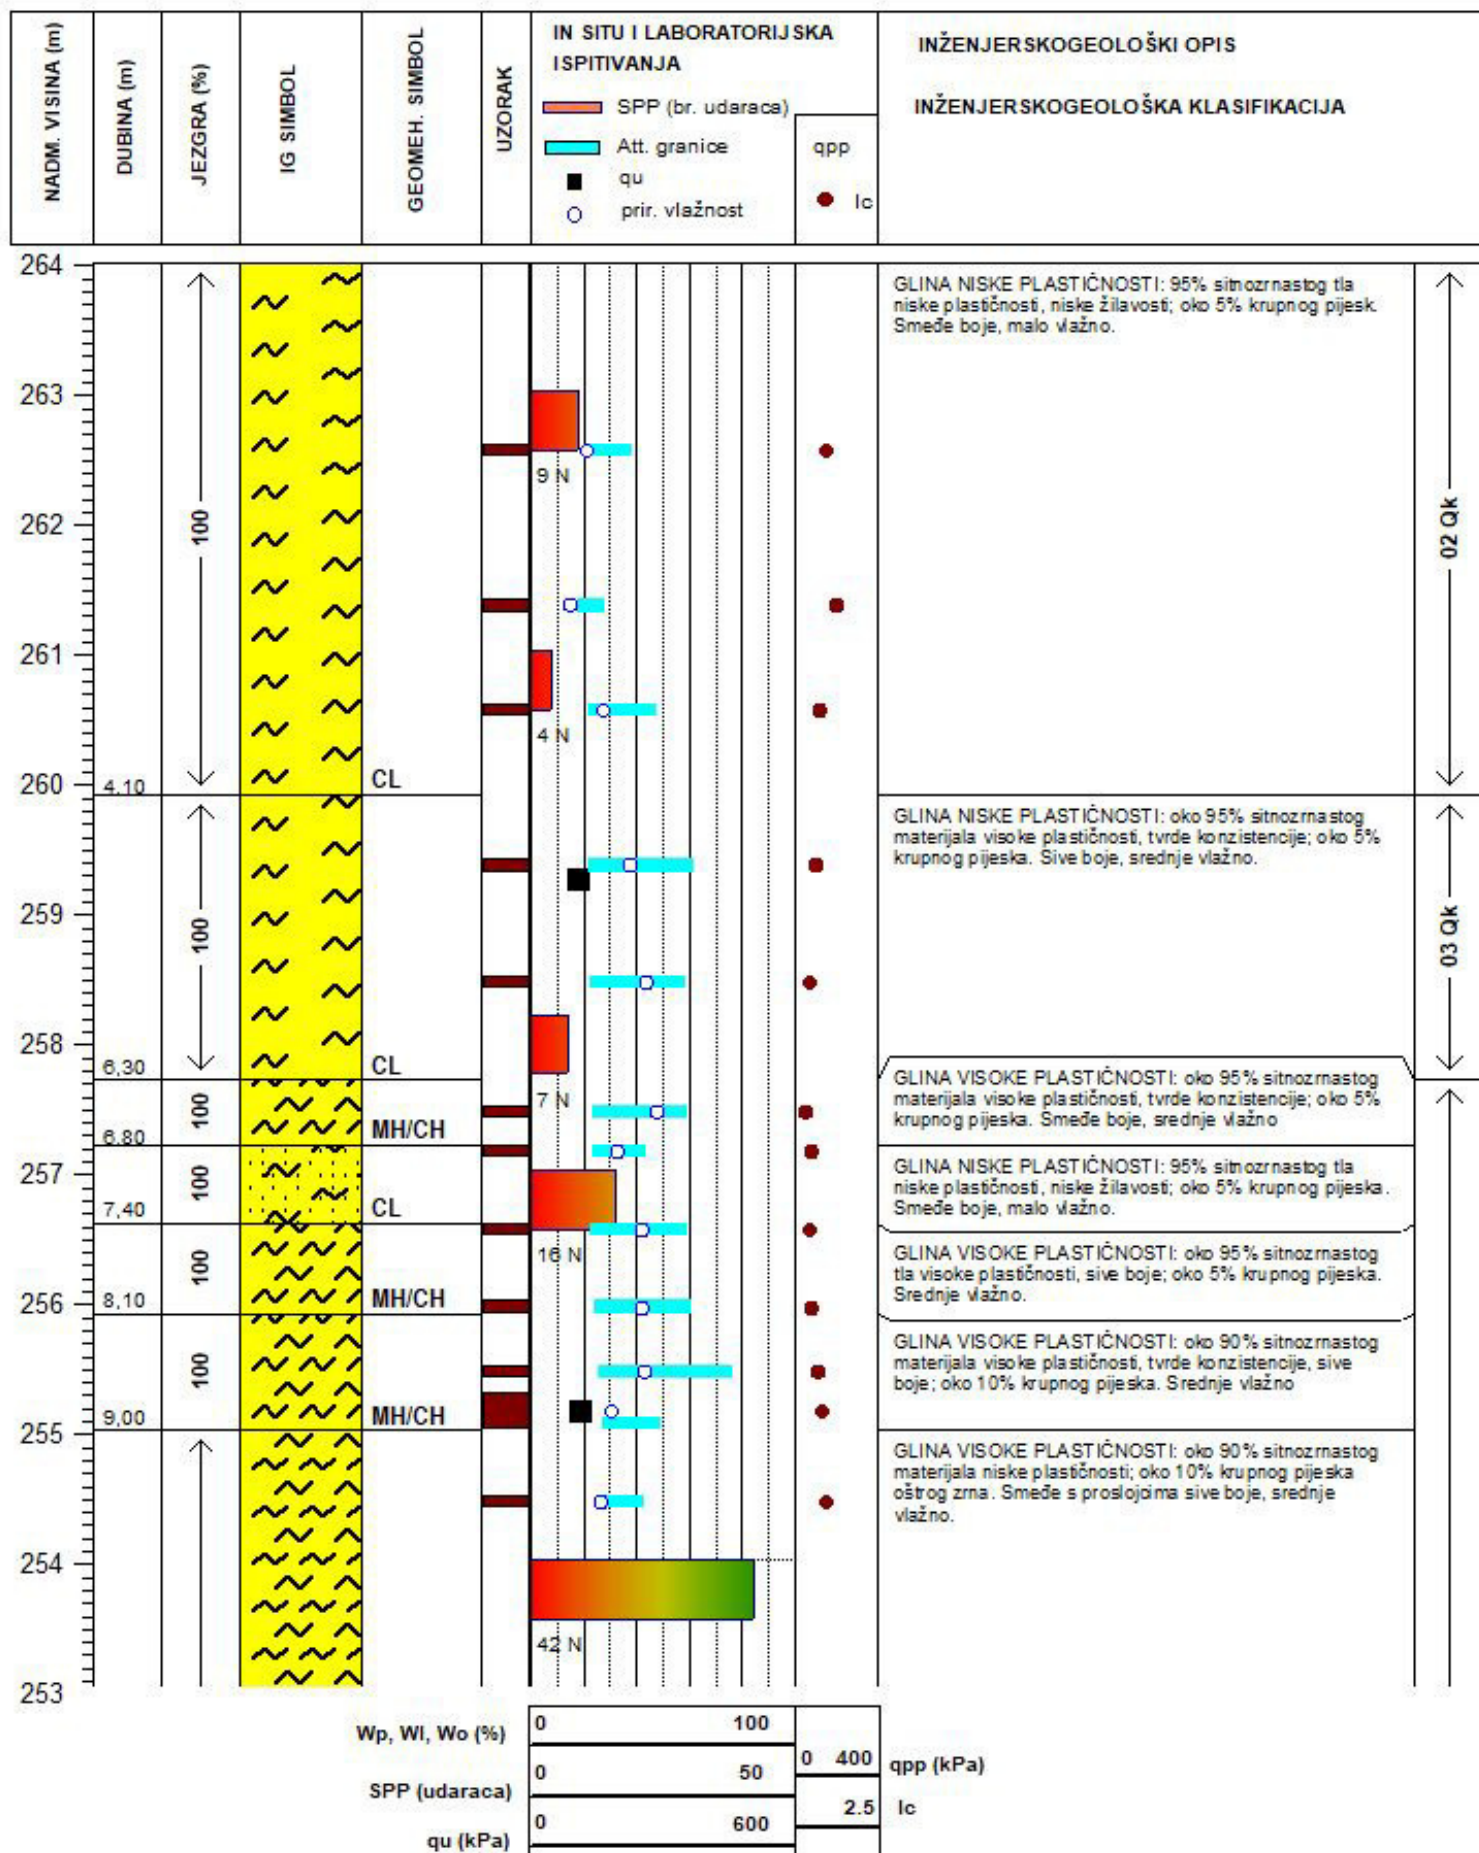 NADM. VISINA (m)
DUBINA (m)
JEZGRA (%)
IG SIMBOL
GEOMEH. SIMBOL
UZORAK
IN SITU I LABORATORIJSKA
ISPITIVANJA
SPP (br. udaraca)
Att. granice
qu
prir. vlažnost
qpp
Ic
INŽENJERSKOGEOLOŠKI OPIS
INŽENJERSKOGEOLOŠKA KLASIFIKACIJA
264
263
262
261
260
259
258
257
256
255
254
253
4,10
6,30
6,80
7,40
8,10
9,00
100
100
100
100
100
100
CL
CL
MH/CH
CL
MH/CH
MH/CH
9 N
4 N
7 N
16 N
42 N
GLINA NISKE PLASTIČNOSTI: 95% sitnozrnastog tla
niske plastičnosti, niske žilavosti; oko 5% krupnog pijesk.
Smeđe boje, malo vlažno.
GLINA NISKE PLASTIČNOSTI: oko 95% sitnozrnastog
materijala visoke plastičnosti, tvrde konzistencije; oko 5%
krupnog pijeska. Sive boje, srednje vlažno.
GLINA VISOKE PLASTIČNOSTI: oko 95% sitnozrnastog
materijala visoke plastičnosti, tvrde konzistencije; oko 5%
krupnog pijeska. Smeđe boje, srednje vlažno
GLINA NISKE PLASTIČNOSTI: 95% sitnozrnastog tla
niske plastičnosti, niske žilavosti; oko 5% krupnog pijeska.
Smeđe boje, malo vlažno.
GLINA VISOKE PLASTIČNOSTI: oko 95% sitnozrnastog
tla visoke plastičnosti, sive boje; oko 5% krupnog pijeska.
Srednje vlažno.
GLINA VISOKE PLASTIČNOSTI: oko 90% sitnozrnastog
materijala visoke plastičnosti, tvrde konzistencije, sive
boje; oko 10% krupnog pijeska. Srednje vlažno
GLINA VISOKE PLASTIČNOSTI: oko 90% sitnozrnastog
materijala niske plastičnosti; oko 10% krupnog pijeska
oštrog zrna. Smeđe s proslojcima sive boje, srednje
vlažno.
02 Qk
03 Qk
Wp, Wl, Wo (%)
0 100
SPP (udaraca)
0 50
qu (kPa)
0 600
0 400 qpp (kPa)
2.5 Ic